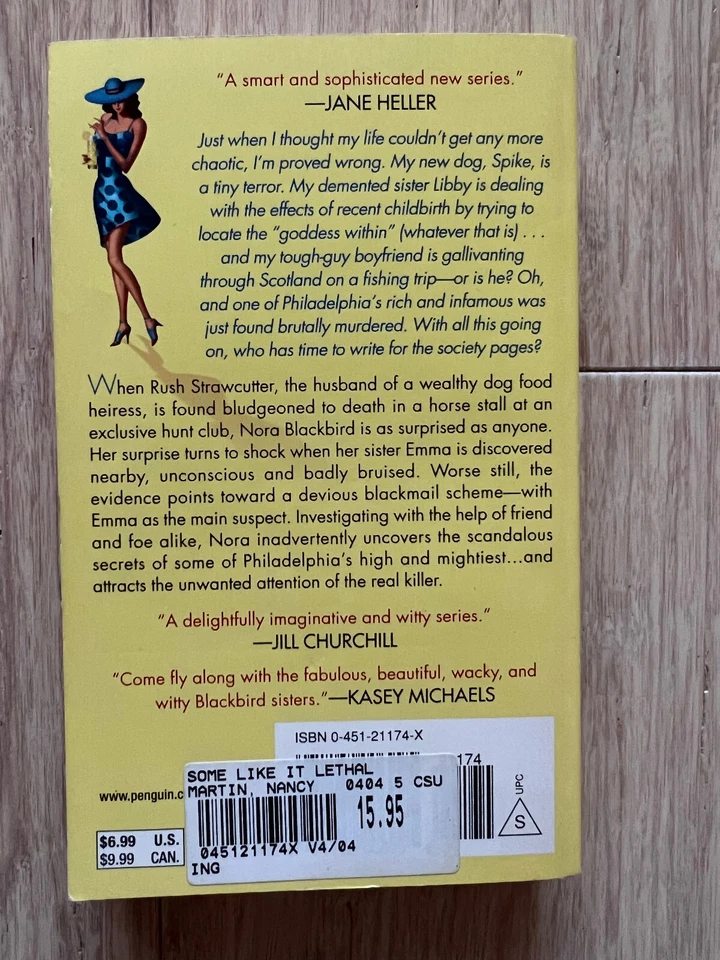 "A smart and sophisticated new series."
—JANE HELLER
Just when I thought my life couldn't get any more
chaotic, I'm proved wrong. My new dog, Spike, is
a tiny terror. My demented sister Libby is dealing
with the effects of recent childbirth by trying to
locate the "goddess within" (whatever that is) . . .
and my tough-guy boyfriend is gallivanting
through Scotland on a fishing trip—or is he? Oh,
and one of Philadelphia's rich and infamous was
just found brutally murdered. With all this going
on, who has time to write for the society pages?
When Rush Strawcutter, the husband of a wealthy dog food
heiress, is found bludgeoned to death in a horse stall at an
exclusive hunt club, Nora Blackbird is as surprised as anyone.
Her surprise turns to shock when her sister Emma is discovered
nearby, unconscious and badly bruised. Worse still, the
evidence points toward a devious blackmail scheme—with
Emma as the main suspect. Investigating with the help of friend
and foe alike, Nora inadvertently uncovers the scandalous
secrets of some of Philadelphia's high and mightiest...and
attracts the unwanted attention of the real killer.
"A delightfully imaginative and witty series."
—JILL CHURCHILL
"Come fly along with the fabulous, beautiful, wacky, and
witty Blackbird sisters."—KASEY MICHAELS
ISBN 0-451-21174-X
174
UPC
S
www.penguin.c
SOME LIKE IT LETHAL
MARTIN, NANCY 0404 5 CSU
15.95
045121174X V4/04
ING
$6.99 U.S.
$9.99 CAN.